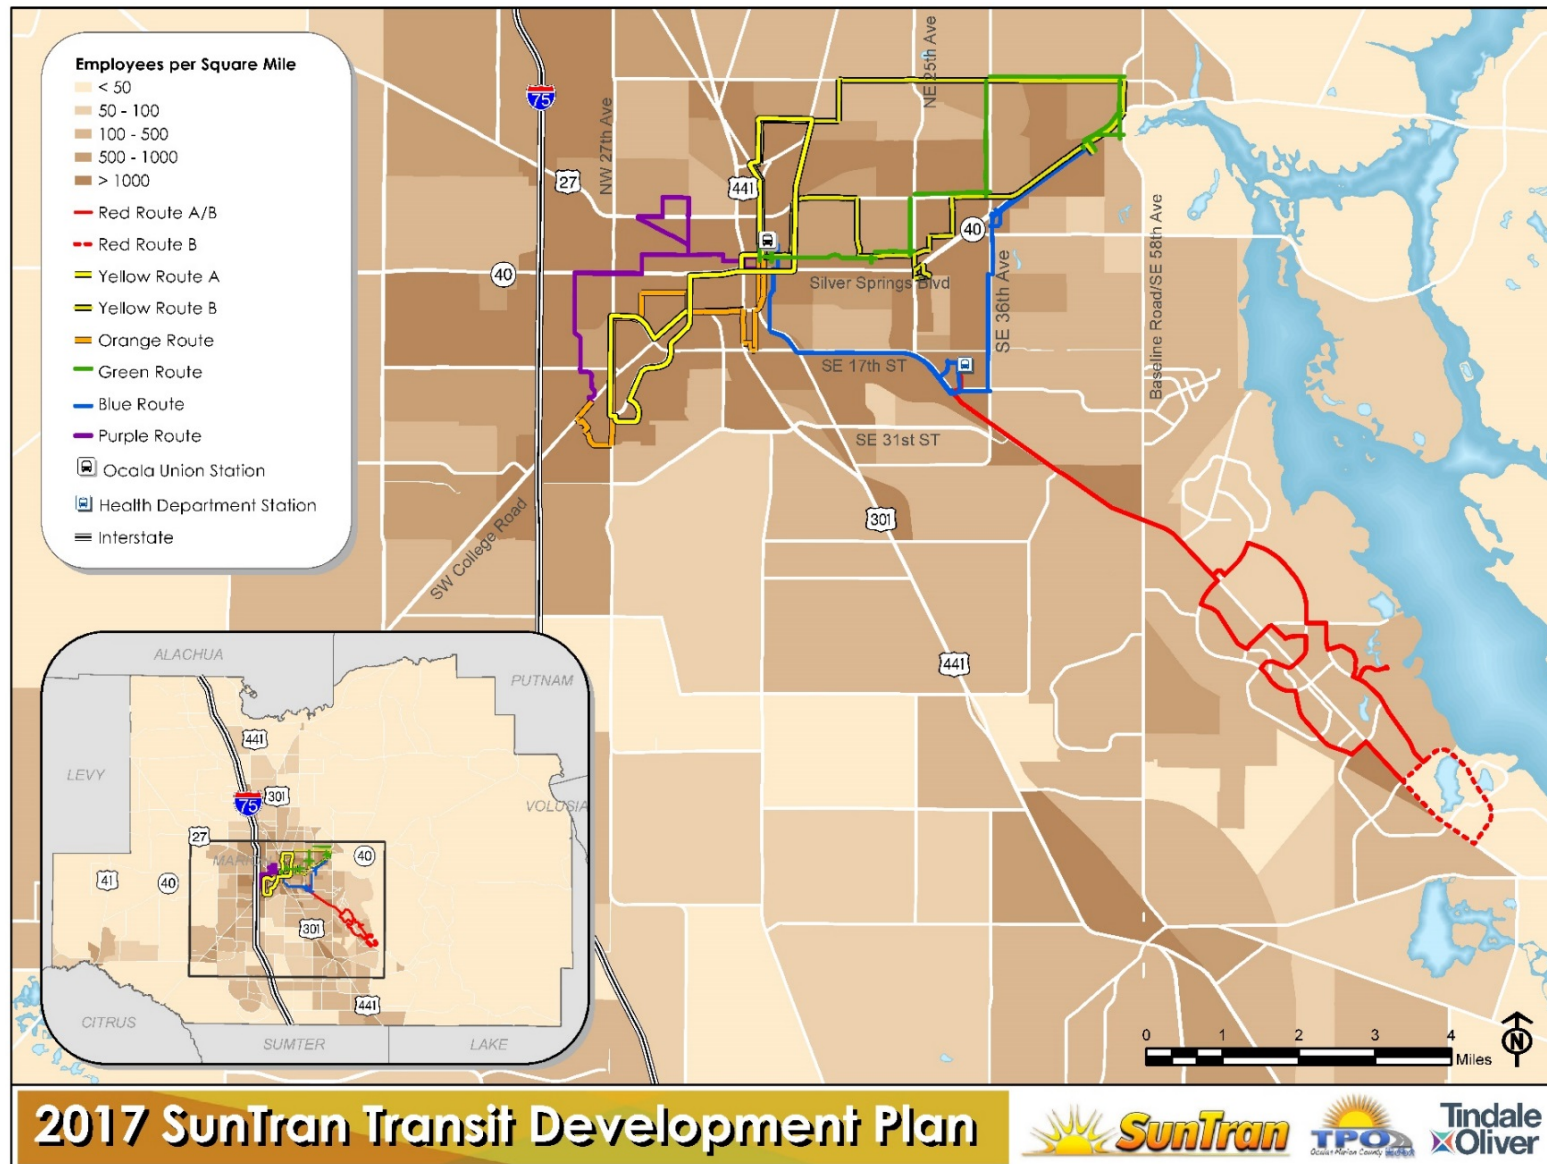 Employees per Square Mile
< 50
50 - 100
100 - 500
500 - 1000
> 1000
Red Route A/B
Red Route B
Yellow Route A
Yellow Route B
Orange Route
Green Route
Blue Route
Purple Route
Ocala Union Station
Health Department Station
Interstate
75
27
NW 27th Ave
441
NE 25th Ave
40
40
Silver Springs Blvd
SE 36th Ave
Baseline Road/SE 58th Ave
SE 17th ST
SE 31st ST
SW College Road
301
441
ALACHUA
PUTNAM
LEVY
VOLUSIA
441
75
301
27
MARION
40
41
40
301
441
CITRUS
SUMTER
LAKE
0 1 2 3 4
Miles
N
2017 SunTran Transit Development Plan
SunTran
TPO
Ocala/Marion County
Tindale
Oliver